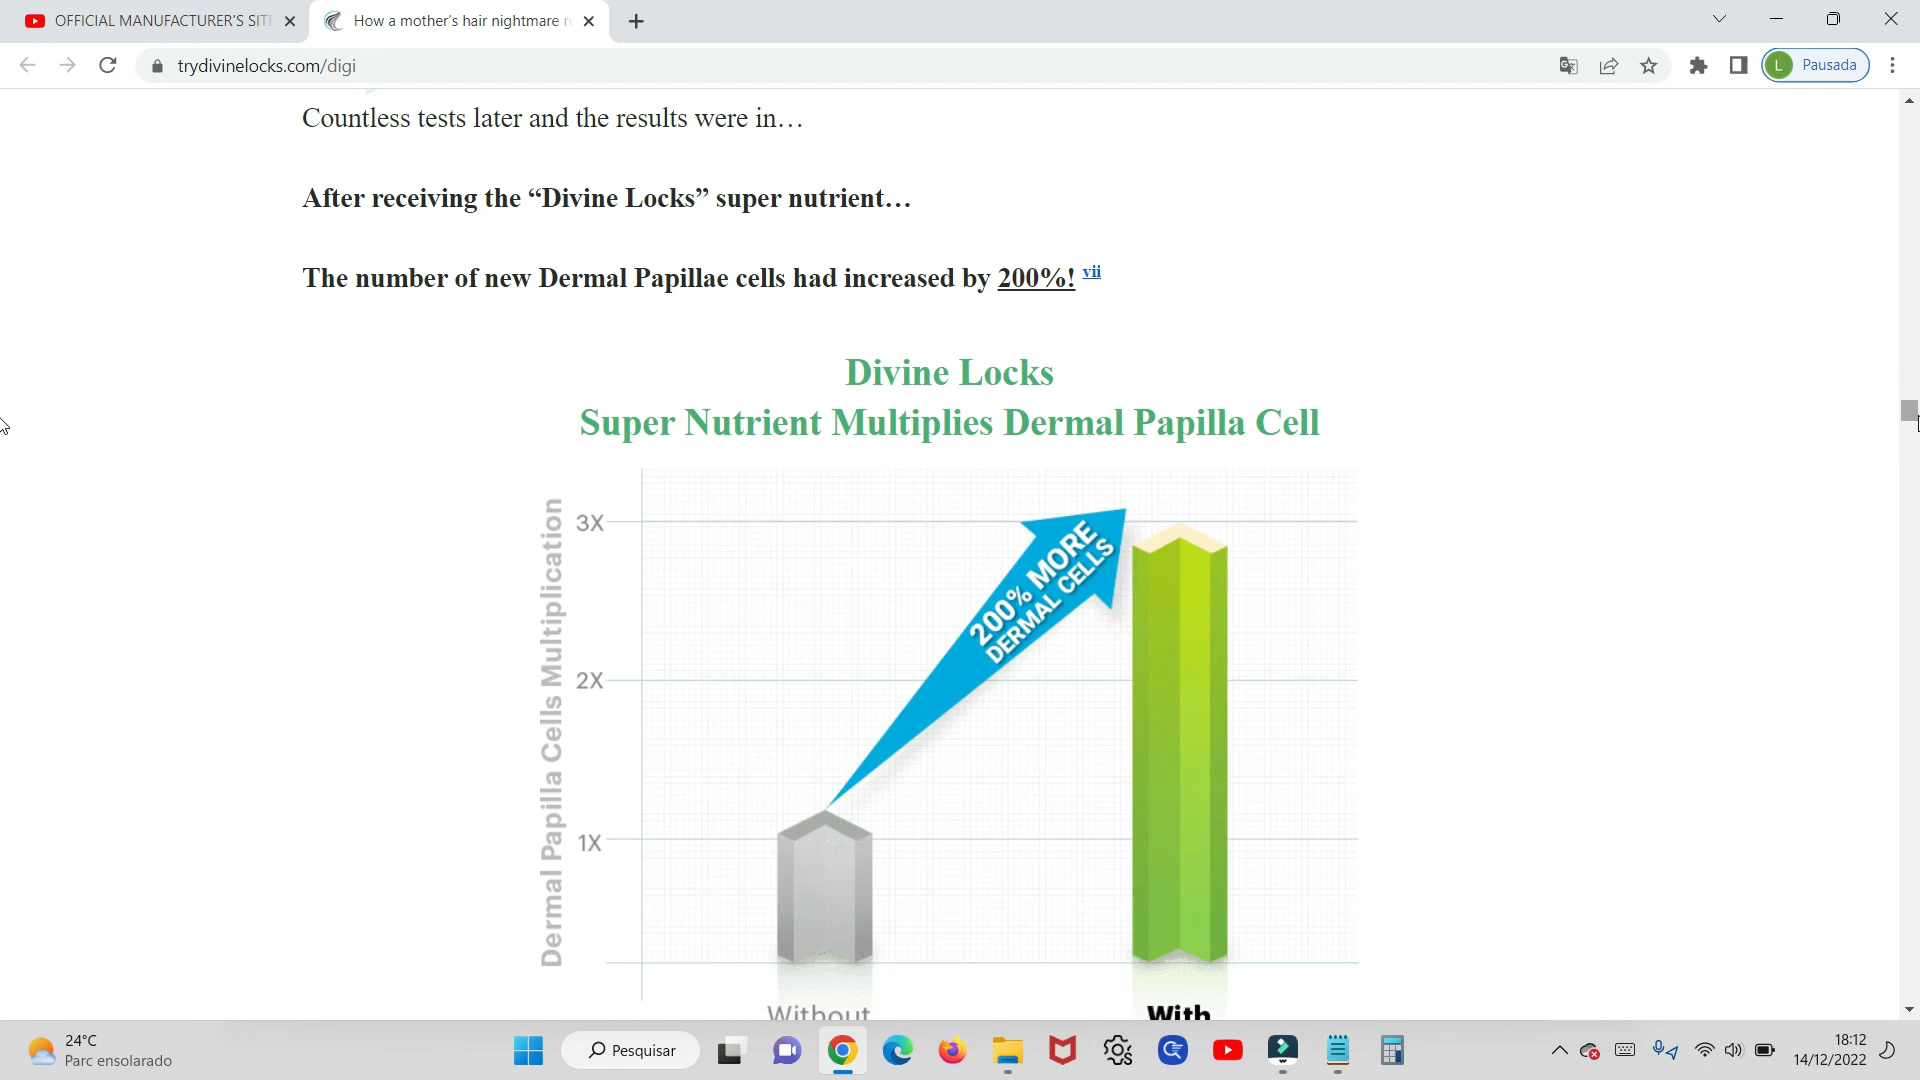 OFFICIAL MANUFACTURER'S SITE
How a mother's hair nightmare
trydivinelocks.com/digi
L Pausada
Countless tests later and the results were in…
After receiving the “Divine Locks” super nutrient…
The number of new Dermal Papillae cells had increased by 200%! vii
Divine Locks
Super Nutrient Multiplies Dermal Papilla Cell
Dermal Papilla Cells Multiplication
3X
2X
1X
200% MORE
DERMAL CELLS
Without
With
24°C
Parc ensolarado
Pesquisar
18:12
14/12/2022